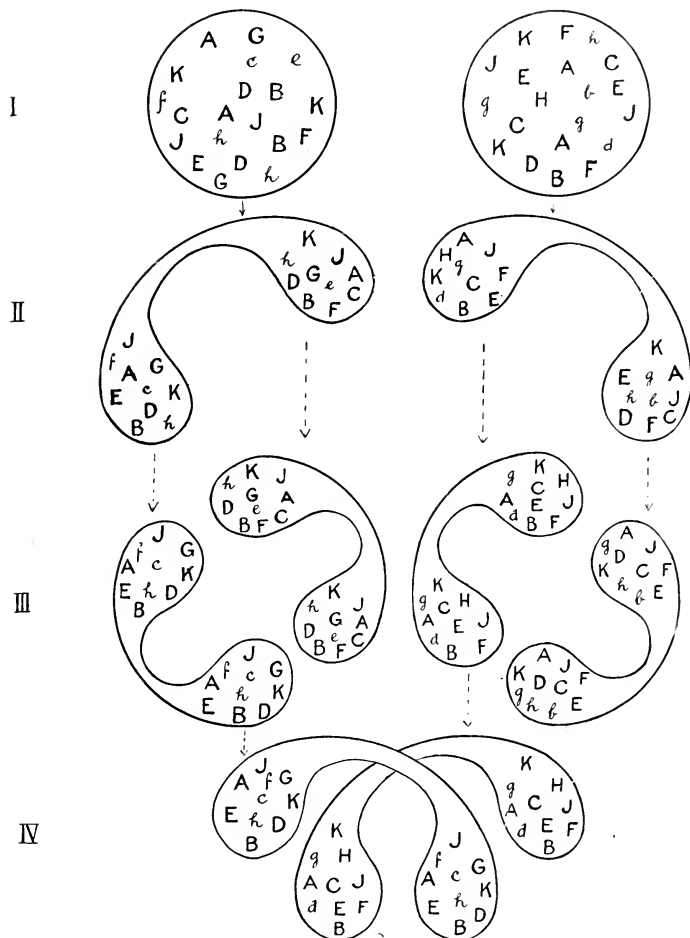 I
A G
c e
K
D B
f C A J K
J h B F
E D
G h
K F h
J E A C
g H b E
C g J
K A d
D B F
II
K
h J
D G e A
B F C
A J
H g
K C F
d B E
J
f A G
E c K
D
B h
K
E g A
h b J
D F C
III
h K J
D G e A
B F C
g K H
A C J
d E
B F
J
A f c G
E h D K
B
h K J
D G A
B e F C
K
g C H
A E J
d B F
A
g D J
K C F
h b E
J
A f c G
E h K
B D
A J
K D C F
g h b E
IV
J
A f G
E c K
h D
B
K
g H
A C J
d E F
B
K
g H
A C J
d E F
B
J
f G
A c K
E h D
B